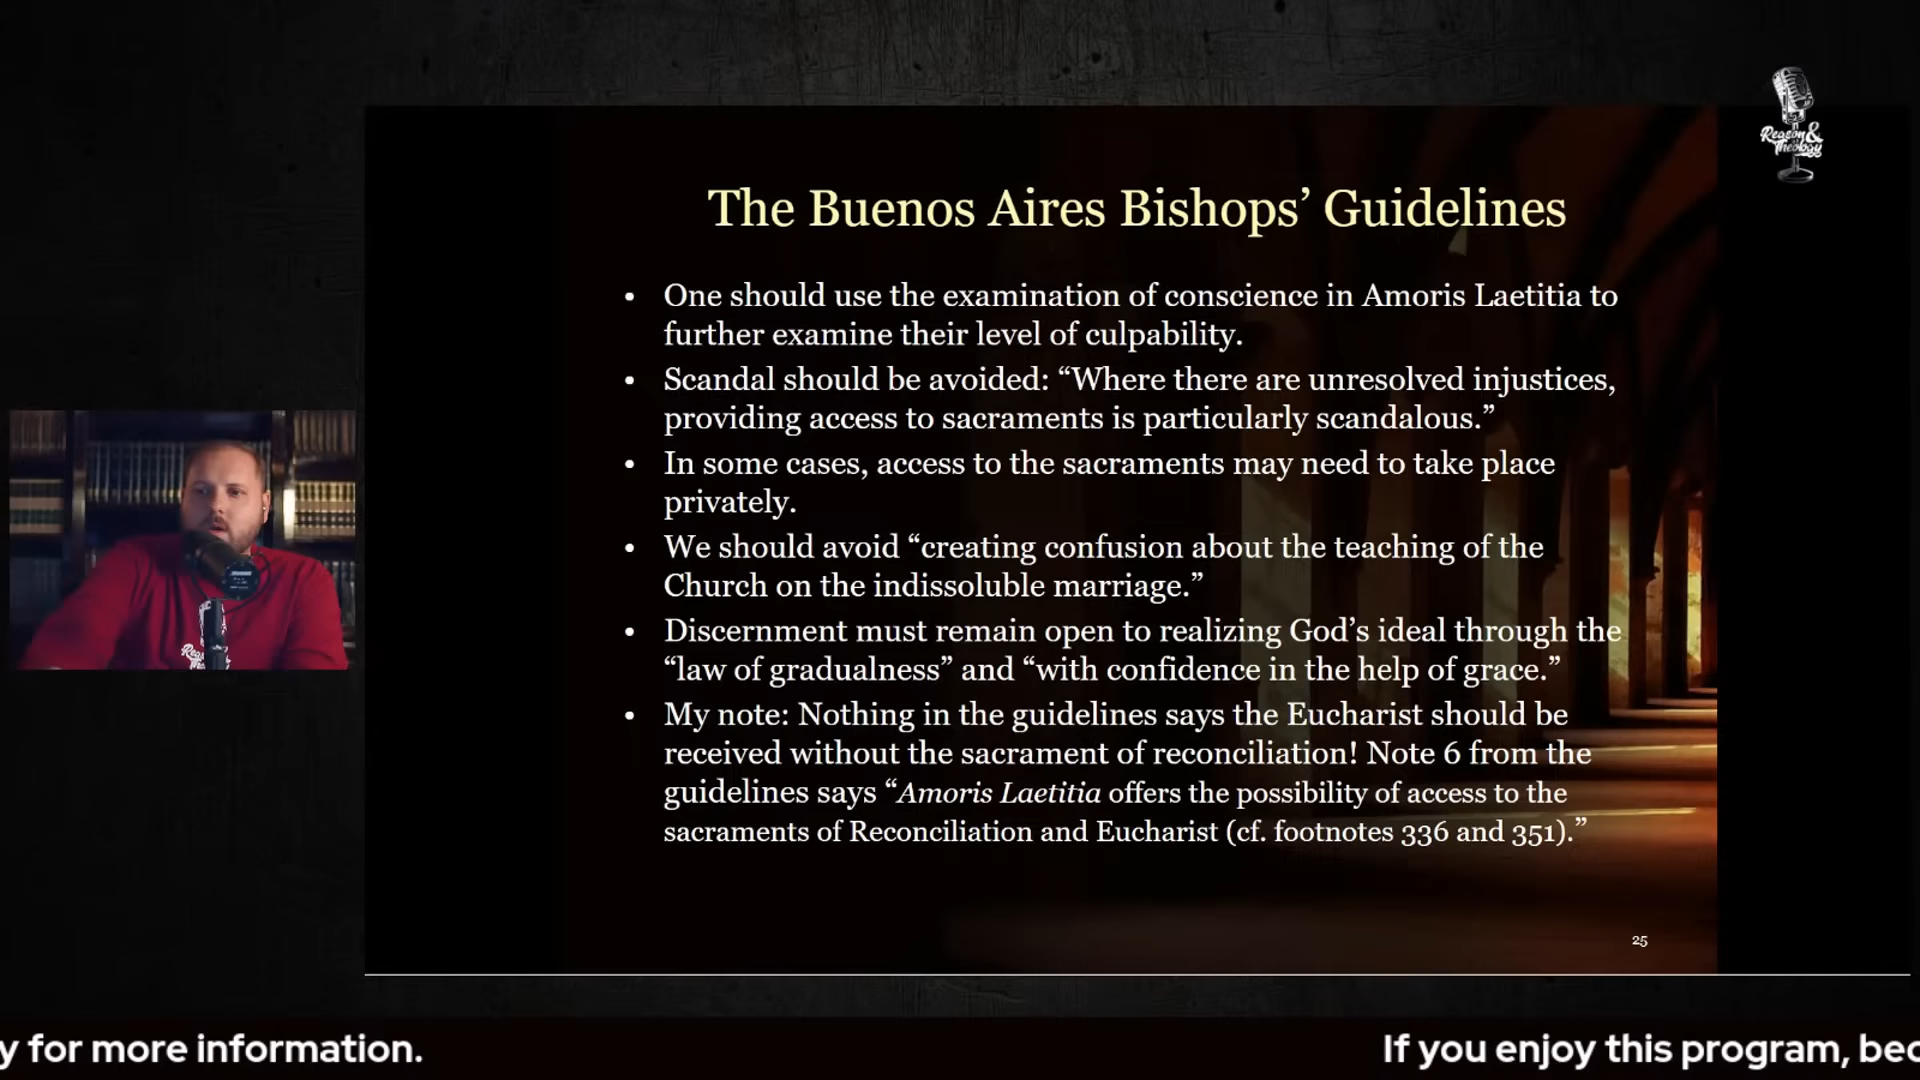 Reason &
Theology
The Buenos Aires Bishops’ Guidelines
• One should use the examination of conscience in Amoris Laetitia to
further examine their level of culpability.
• Scandal should be avoided: “Where there are unresolved injustices,
providing access to sacraments is particularly scandalous.”
• In some cases, access to the sacraments may need to take place
privately.
• We should avoid “creating confusion about the teaching of the
Church on the indissoluble marriage.”
• Discernment must remain open to realizing God’s ideal through the
“law of gradualness” and “with confidence in the help of grace.”
• My note: Nothing in the guidelines says the Eucharist should be
received without the sacrament of reconciliation! Note 6 from the
guidelines says “Amoris Laetitia offers the possibility of access to the
sacraments of Reconciliation and Eucharist (cf. footnotes 336 and 351).”
25
y for more information.
If you enjoy this program, bec